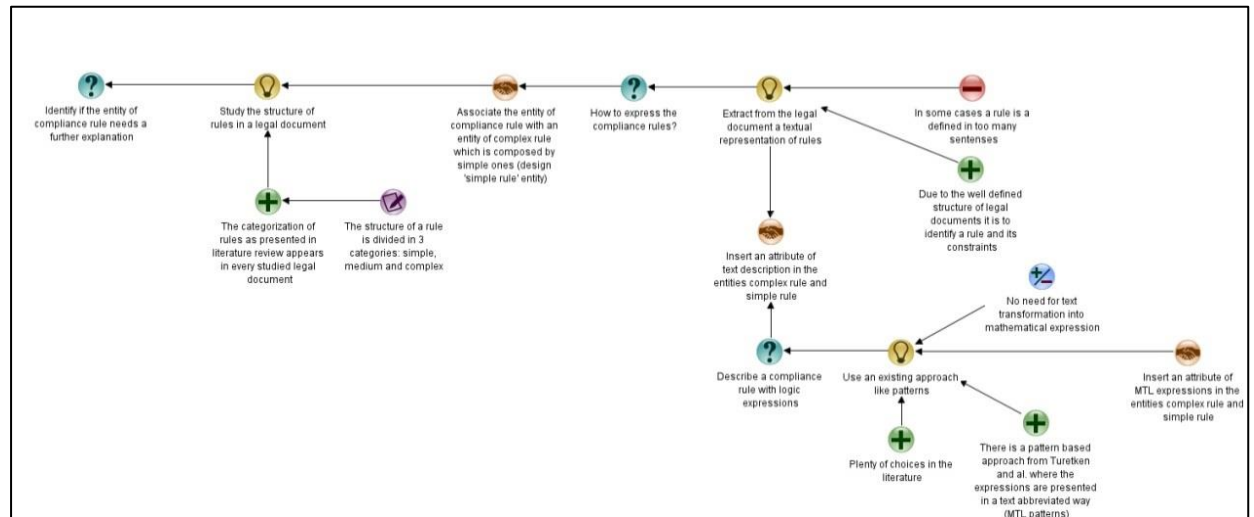 Identify if the entity of
compliance rule needs a
further explanation
Study the structure of
rules in a legal document
Associate the entity of
compliance rule with an
entity of complex rule
which is composed by
simple ones (design
'simple rule' entity)
How to express the
compliance rules?
Extract from the legal
document a textual
representation of rules
In some cases a rule is a
defined in too many
sentences
The categorization of
rules as presented in
literature review appears
in every studied legal
document
The structure of a rule
is divided in 3
categories: simple,
medium and complex
Due to the well defined
structure of legal
documents it is to
identify a rule and its
constraints
Insert an attribute of
text description in the
entities complex rule and
simple rule
No need for text
transformation into
mathematical expression
Describe a compliance
rule with logic
expressions
Use an existing approach
like patterns
Insert an attribute of
MTL expressions in the
entities complex rule and
simple rule
Plenty of choices in the
literature
There is a pattern based
approach from Turetken
and al. where the
expressions are presented
in a text abbreviated way
(MTL patterns)